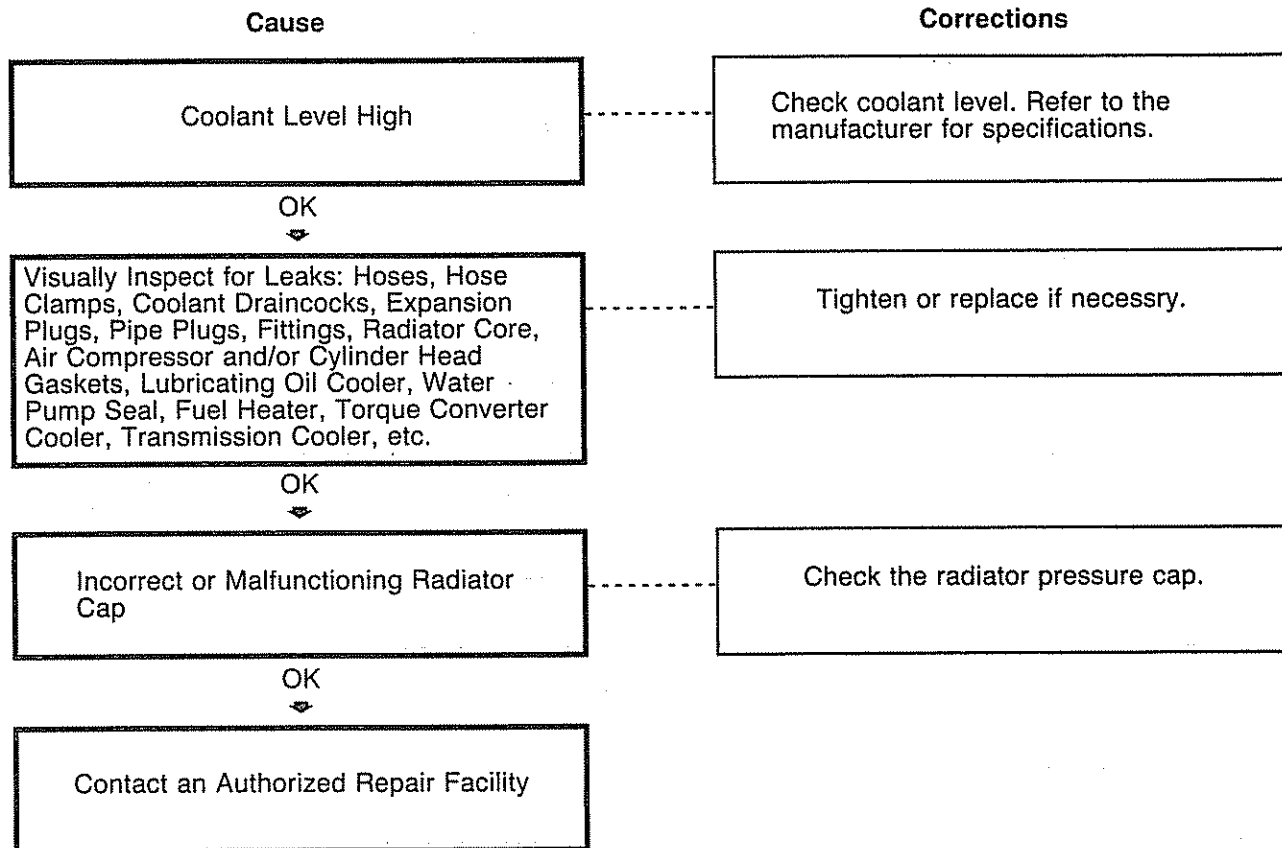 Cause
Corrections
Coolant Level High
Check coolant level. Refer to the
manufacturer for specifications.
OK
Visually Inspect for Leaks: Hoses, Hose
Clamps, Coolant Draincocks, Expansion
Plugs, Pipe Plugs, Fittings, Radiator Core,
Air Compressor and/or Cylinder Head
Gaskets, Lubricating Oil Cooler, Water
Pump Seal, Fuel Heater, Torque Converter
Cooler, Transmission Cooler, etc.
Tighten or replace if necessry.
OK
Incorrect or Malfunctioning Radiator
Cap
Check the radiator pressure cap.
OK
Contact an Authorized Repair Facility